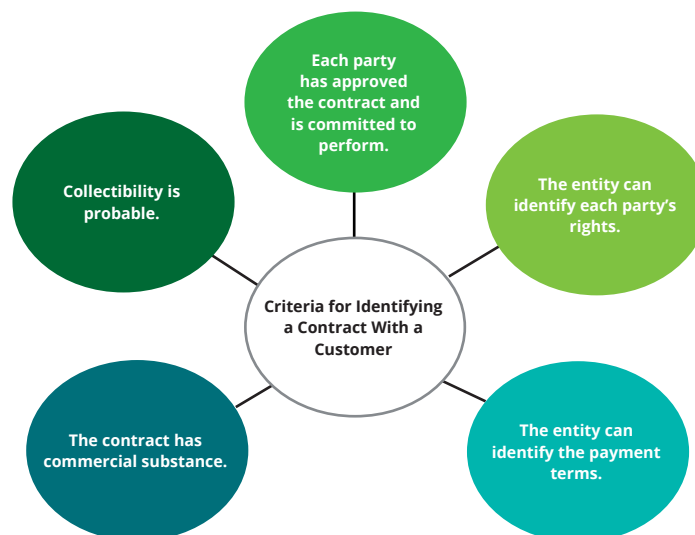 Each party
has approved
the contract and
is committed to
perform.
Collectibility is
probable.
The entity can
identify each party’s
rights.
Criteria for Identifying
a Contract With a
Customer
The contract has
commercial substance.
The entity can
identify the payment
terms.